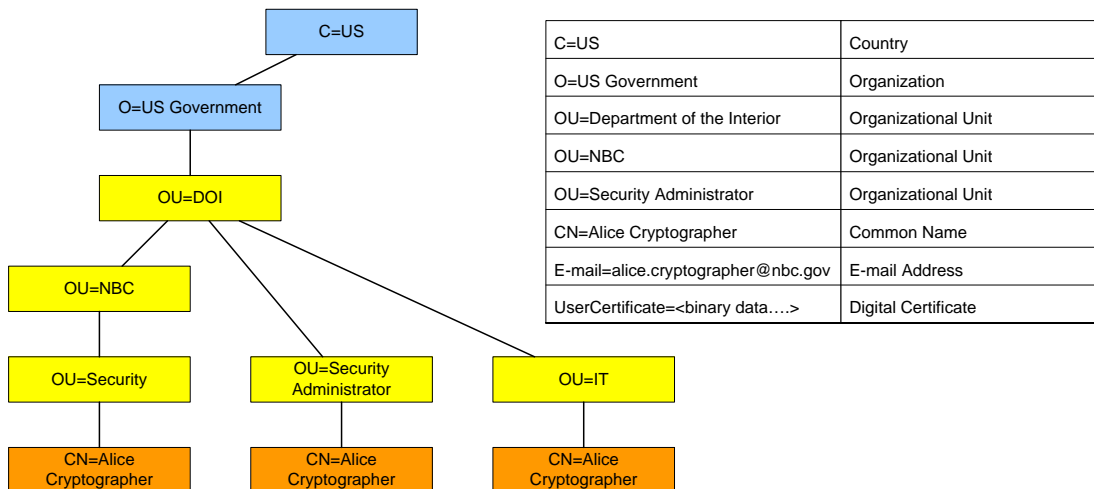 C=US
O=US Government
OU=DOI
OU=NBC
OU=Security
OU=Security
Administrator
OU=IT
CN=Alice
Cryptographer
CN=Alice
Cryptographer
CN=Alice
Cryptographer
C=US Country
O=US Government Organization
OU=Department of the Interior Organizational Unit
OU=NBC Organizational Unit
OU=Security Administrator Organizational Unit
CN=Alice Cryptographer Common Name
E-mail=alice.cryptographer@nbc.gov E-mail Address
UserCertificate=<binary data….> Digital Certificate